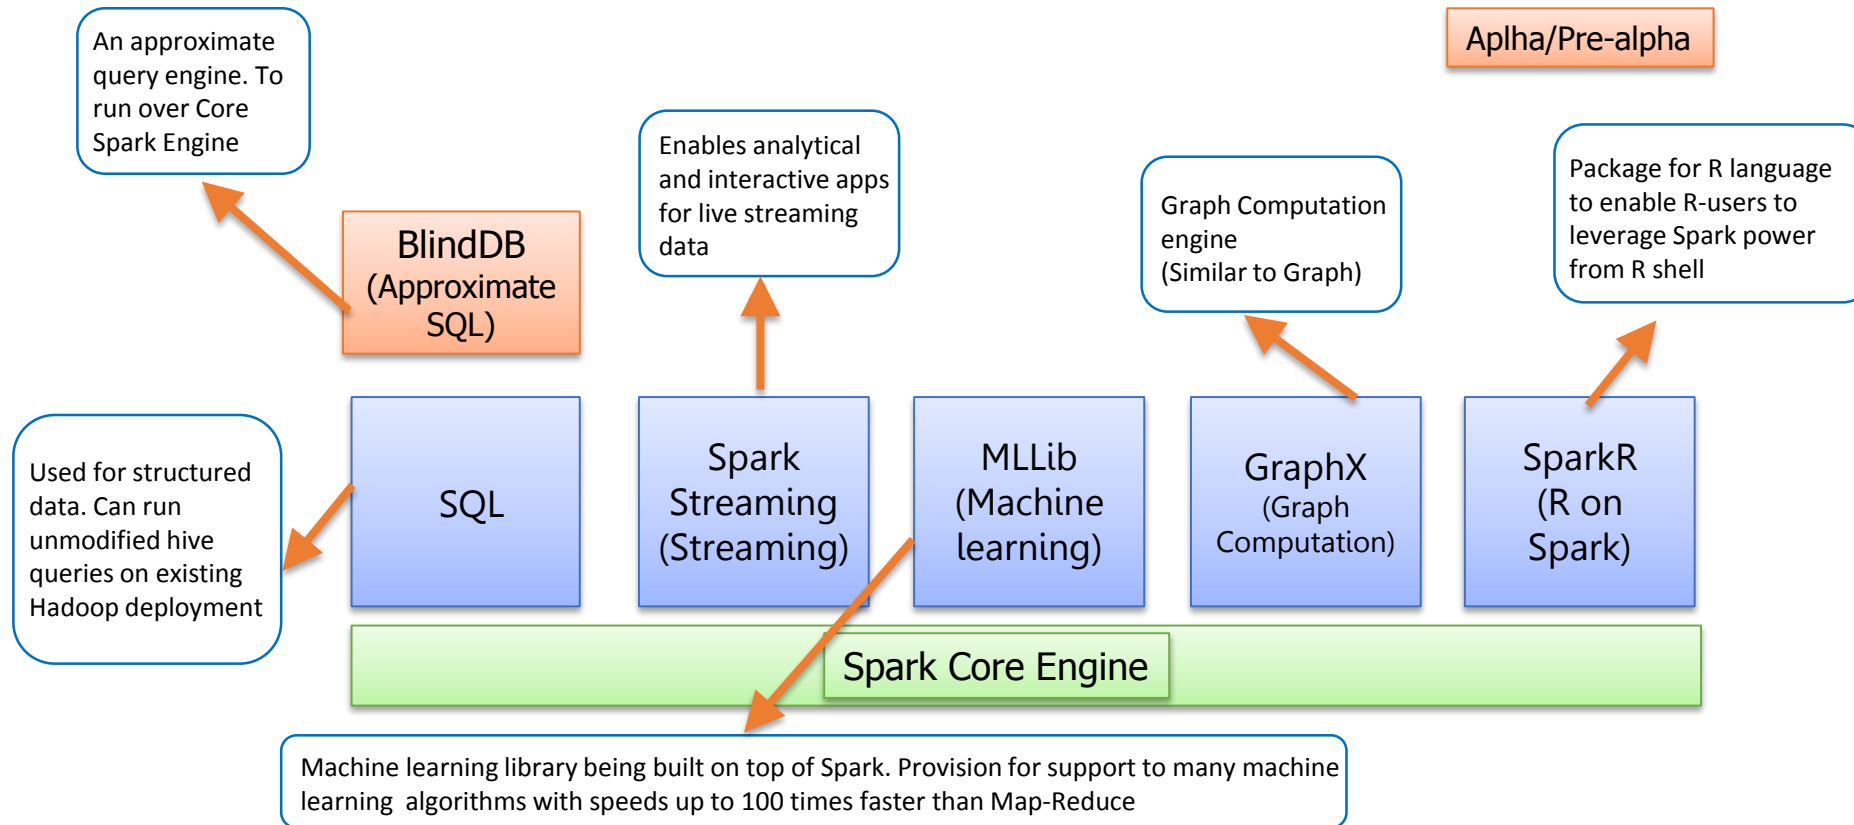 An approximate
query engine. To
run over Core
Spark Engine
Aplha/Pre-alpha
Enables analytical
and interactive apps
for live streaming
data
Graph Computation
engine
(Similar to Graph)
Package for R language
to enable R-users to
leverage Spark power
from R shell
BlindDB
(Approximate
SQL)
Used for structured
data. Can run
unmodified hive
queries on existing
Hadoop deployment
SQL
Spark
Streaming
(Streaming)
MLLib
(Machine
learning)
GraphX
(Graph
Computation)
SparkR
(R on
Spark)
Spark Core Engine
Machine learning library being built on top of Spark. Provision for support to many machine
learning  algorithms with speeds up to 100 times faster than Map-Reduce